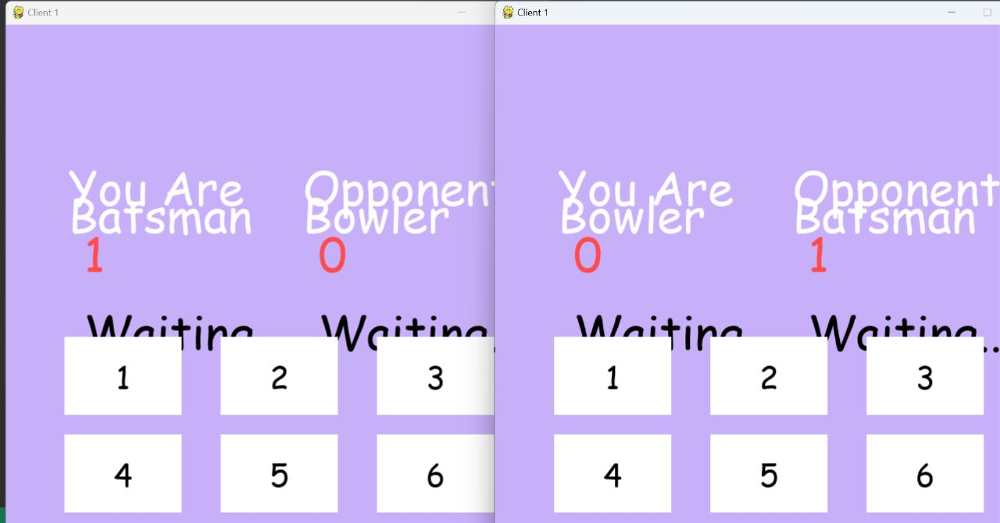 Client 1
You Are
Batsman
1
Opponent
Bowler
0
Waiting
Waiting.
1
2
3
4
5
6
Client 1
You Are
Bowler
0
Opponent
Batsman
1
Waiting
Waiting..
1
2
3
4
5
6